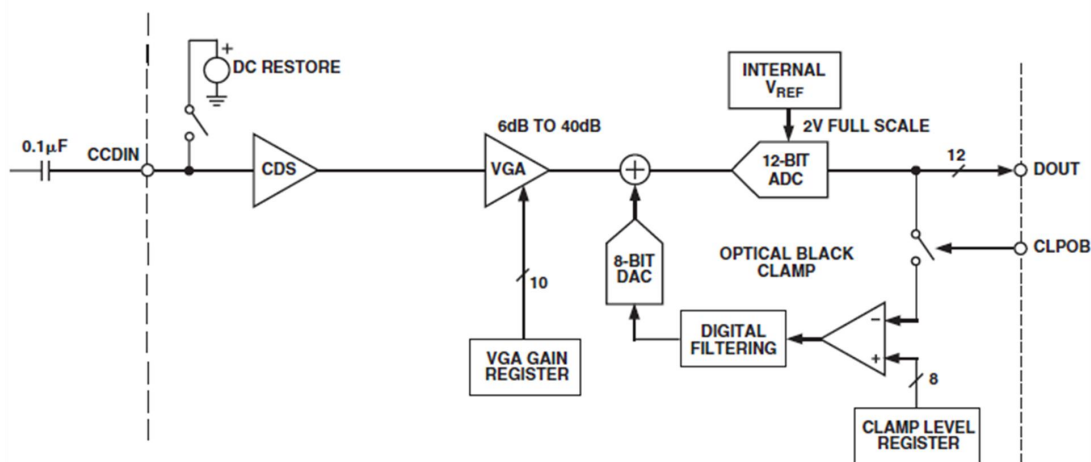 +
DC RESTORE
0.1µF
CCDIN
CDS
6dB TO 40dB
VGA
10
VGA GAIN
REGISTER
+
8-BIT
DAC
INTERNAL
VREF
2V FULL SCALE
12-BIT
ADC
12
DOUT
CLPOB
OPTICAL BLACK
CLAMP
DIGITAL
FILTERING
−
+
8
CLAMP LEVEL
REGISTER